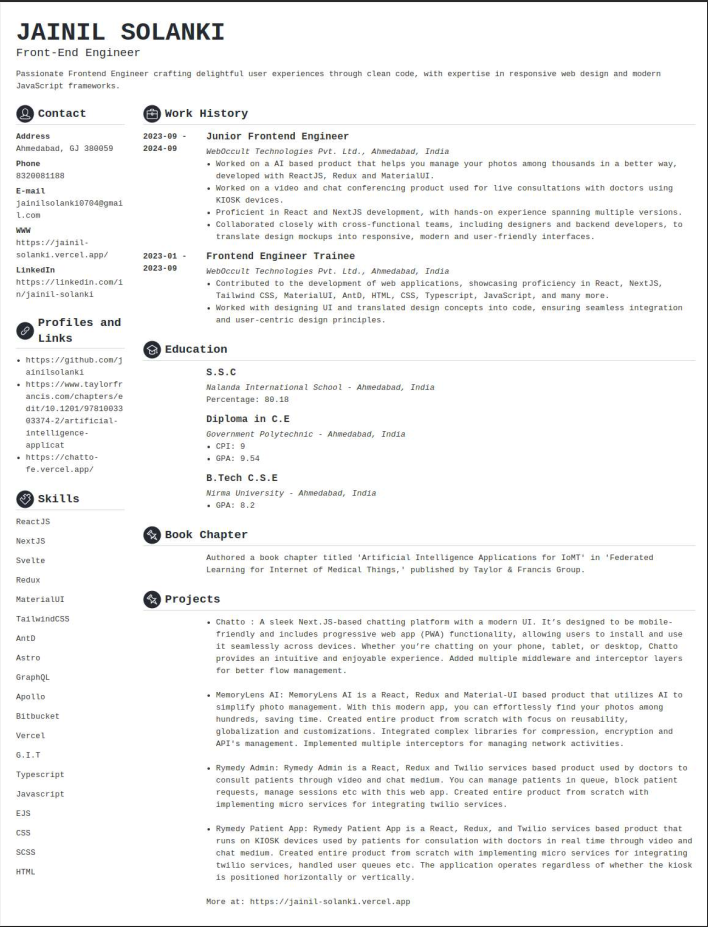 JAINIL SOLANKI
Front-End Engineer
Passionate Frontend Engineer crafting delightful user experiences through clean code, with expertise in responsive web design and modern
JavaScript frameworks.
Contact
Address
Ahmedabad, GJ 380059
Phone
8320081188
E-mail
jainilsolanki0704@gmai
l.com
WWW
https://jainil-
solanki.vercel.app/
LinkedIn
https://linkedin.com/i
n/jainil-solanki
Profiles and
Links
• https://github.com/j
ainilsolanki
• https://www.taylorfr
ancis.com/chapters/e
dit/10.1201/97810033
03374-2/artificial-
intelligence-
applicat
• https://chatto-
fe.vercel.app/
Skills
ReactJS
NextJS
Svelte
Redux
MaterialUI
TailwindCSS
AntD
Astro
GraphQL
Apollo
Bitbucket
Vercel
G.I.T
Typescript
Javascript
EJS
CSS
SCSS
HTML
Work History
2023-09 -
2024-09
Junior Frontend Engineer
WebOccult Technologies Pvt. Ltd., Ahmedabad, India
• Worked on a AI based product that helps you manage your photos among thousands in a better way,
developed with ReactJS, Redux and MaterialUI.
• Worked on a video and chat conferencing product used for live consultations with doctors using
KIOSK devices.
• Proficient in React and NextJS development, with hands-on experience spanning multiple versions.
• Collaborated closely with cross-functional teams, including designers and backend developers, to
translate design mockups into responsive, modern and user-friendly interfaces.
2023-01 -
2023-09
Frontend Engineer Trainee
WebOccult Technologies Pvt. Ltd., Ahmedabad, India
• Contributed to the development of web applications, showcasing proficiency in React, NextJS,
Tailwind CSS, MaterialUI, AntD, HTML, CSS, Typescript, JavaScript, and many more.
• Worked with designing UI and translated design concepts into code, ensuring seamless integration
and user-centric design principles.
Education
S.S.C
Nalanda International School - Ahmedabad, India
Percentage: 80.18
Diploma in C.E
Government Polytechnic - Ahmedabad, India
• CPI: 9
• GPA: 9.54
B.Tech C.S.E
Nirma University - Ahmedabad, India
• GPA: 8.2
Book Chapter
Authored a book chapter titled 'Artificial Intelligence Applications for IoMT' in 'Federated
Learning for Internet of Medical Things,' published by Taylor & Francis Group.
Projects
• Chatto : A sleek Next.JS-based chatting platform with a modern UI. It’s designed to be mobile-
friendly and includes progressive web app (PWA) functionality, allowing users to install and use
it seamlessly across devices. Whether you’re chatting on your phone, tablet, or desktop, Chatto
provides an intuitive and enjoyable experience. Added multiple middleware and interceptor layers
for better flow management.
• MemoryLens AI: MemoryLens AI is a React, Redux and Material-UI based product that utilizes AI to
simplify photo management. With this modern app, you can effortlessly find your photos among
hundreds, saving time. Created entire product from scratch with focus on reusability,
globalization and customizations. Integrated complex libraries for compression, encryption and
API's management. Implemented multiple interceptors for managing network activities.
• Rymedy Admin: Rymedy Admin is a React, Redux and Twilio services based product used by doctors to
consult patients through video and chat medium. You can manage patients in queue, block patient
requests, manage sessions etc with this web app. Created entire product from scratch with
implementing micro services for integrating twilio services.
• Rymedy Patient App: Rymedy Patient App is a React, Redux, and Twilio services based product that
runs on KIOSK devices used by patients for consulation with doctors in real time through video and
chat medium. Created entire product from scratch with implementing micro services for integrating
twilio services, handled user queues etc. The application operates regardless of whether the kiosk
is positioned horizontally or vertically.
More at: https://jainil-solanki.vercel.app